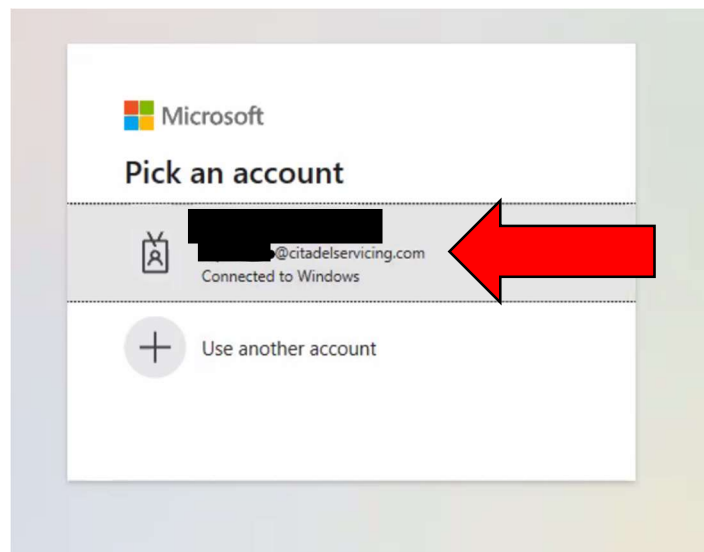 Microsoft
Pick an account
@citadelservicing.com
Connected to Windows
Use another account